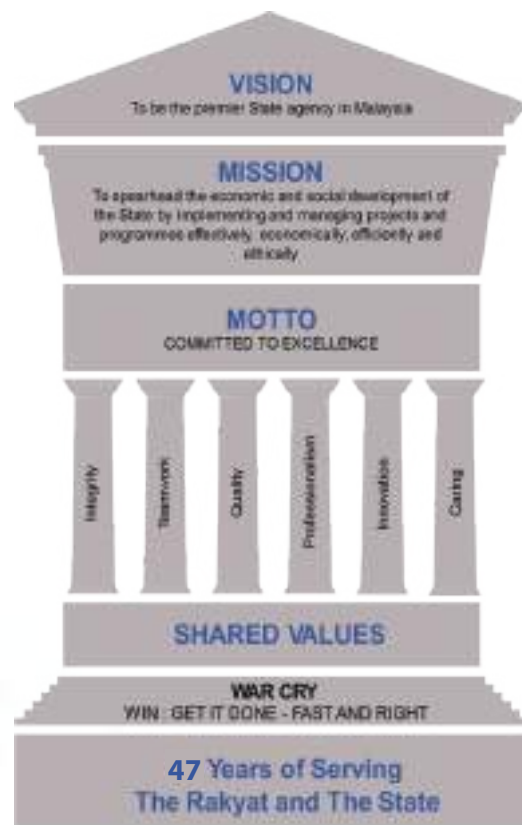 VISION
To be the premier State agency in Malaysia
MISSION
To spearhead the economic and social development of
the State by implementing and managing projects and
programmes effectively, economically, efficiently and
ethically
MOTTO
COMMITTED TO EXCELLENCE
Integrity
Teamwork
Quality
Professionalism
Innovation
Caring
SHARED VALUES
WAR CRY
WIN : GET IT DONE - FAST AND RIGHT
47 Years of Serving
The Rakyat and The State